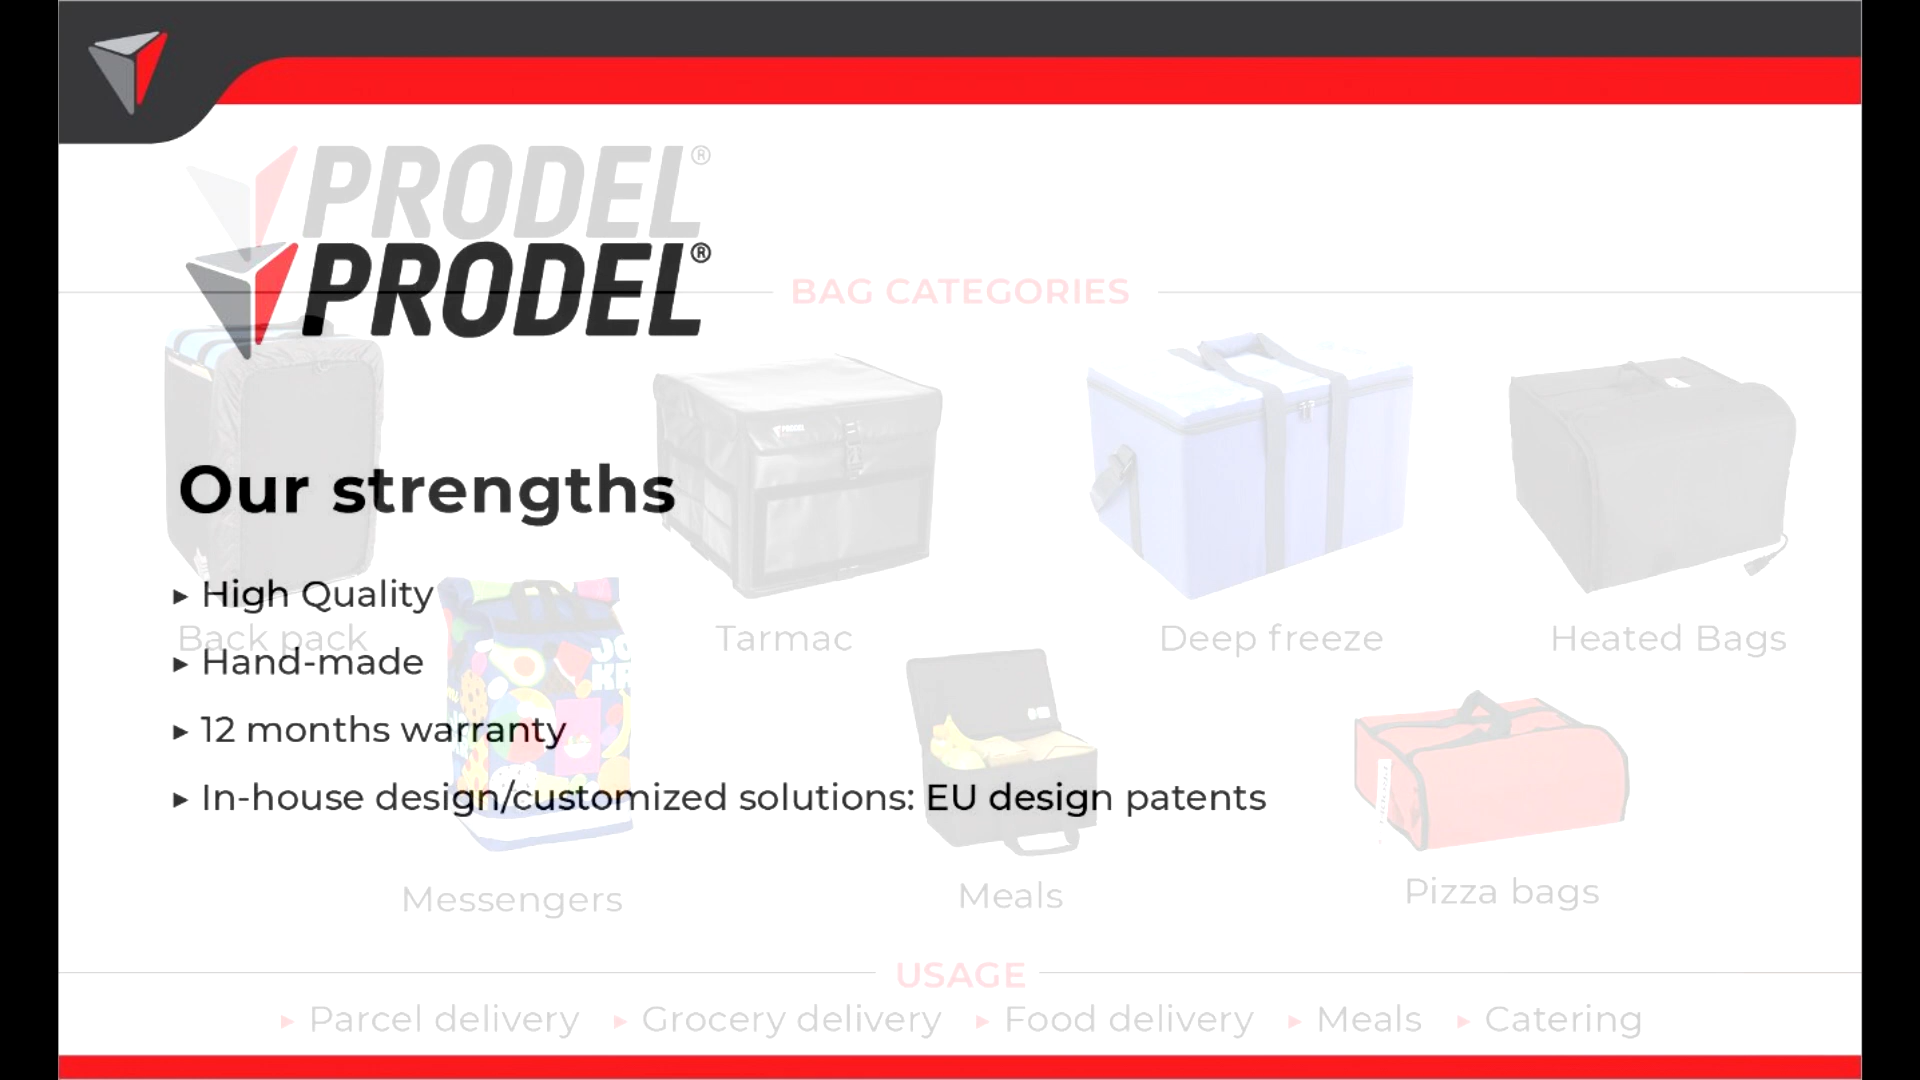 PRODEL®
PRODEL®
BAG CATEGORIES
PRODEL
Our strengths
▸ High Quality
Back pack
Tarmac
Deep freeze
Heated Bags
▸ Hand-made
▸ 12 months warranty
▸ In-house design/customized solutions: EU design patents
Messengers
Meals
Pizza bags
USAGE
▸ Parcel delivery ▸ Grocery delivery ▸ Food delivery ▸ Meals ▸ Catering